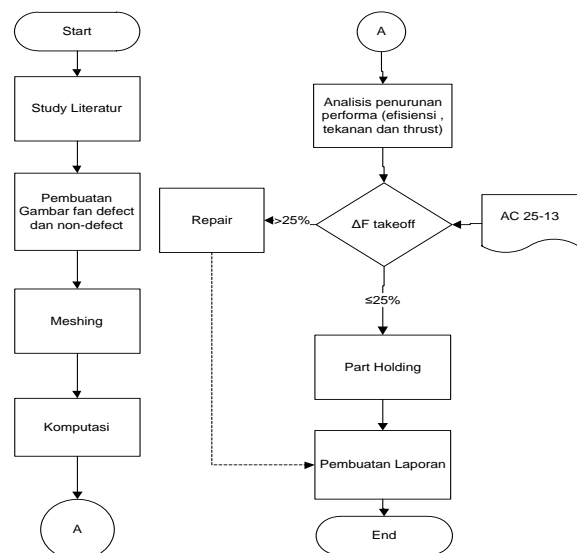 Start
Study Literatur
Pembuatan
Gambar fan defect
dan non-defect
Meshing
Komputasi
A
A
Analisis penurunan
performa (efisiensi ,
tekanan dan thrust)
ΔF takeoff
AC 25-13
>25%
Repair
≤25%
Part Holding
Pembuatan Laporan
End